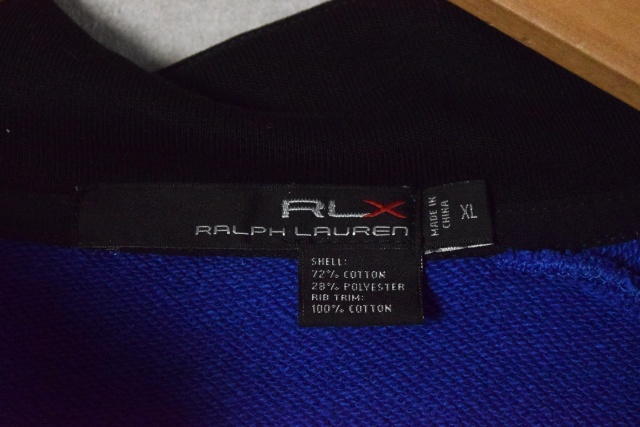 RLX
RALPH LAUREN
MADE IN
CHINA
XL
SHELL:
72% COTTON
28% POLYESTER
RIB TRIM:
100% COTTON